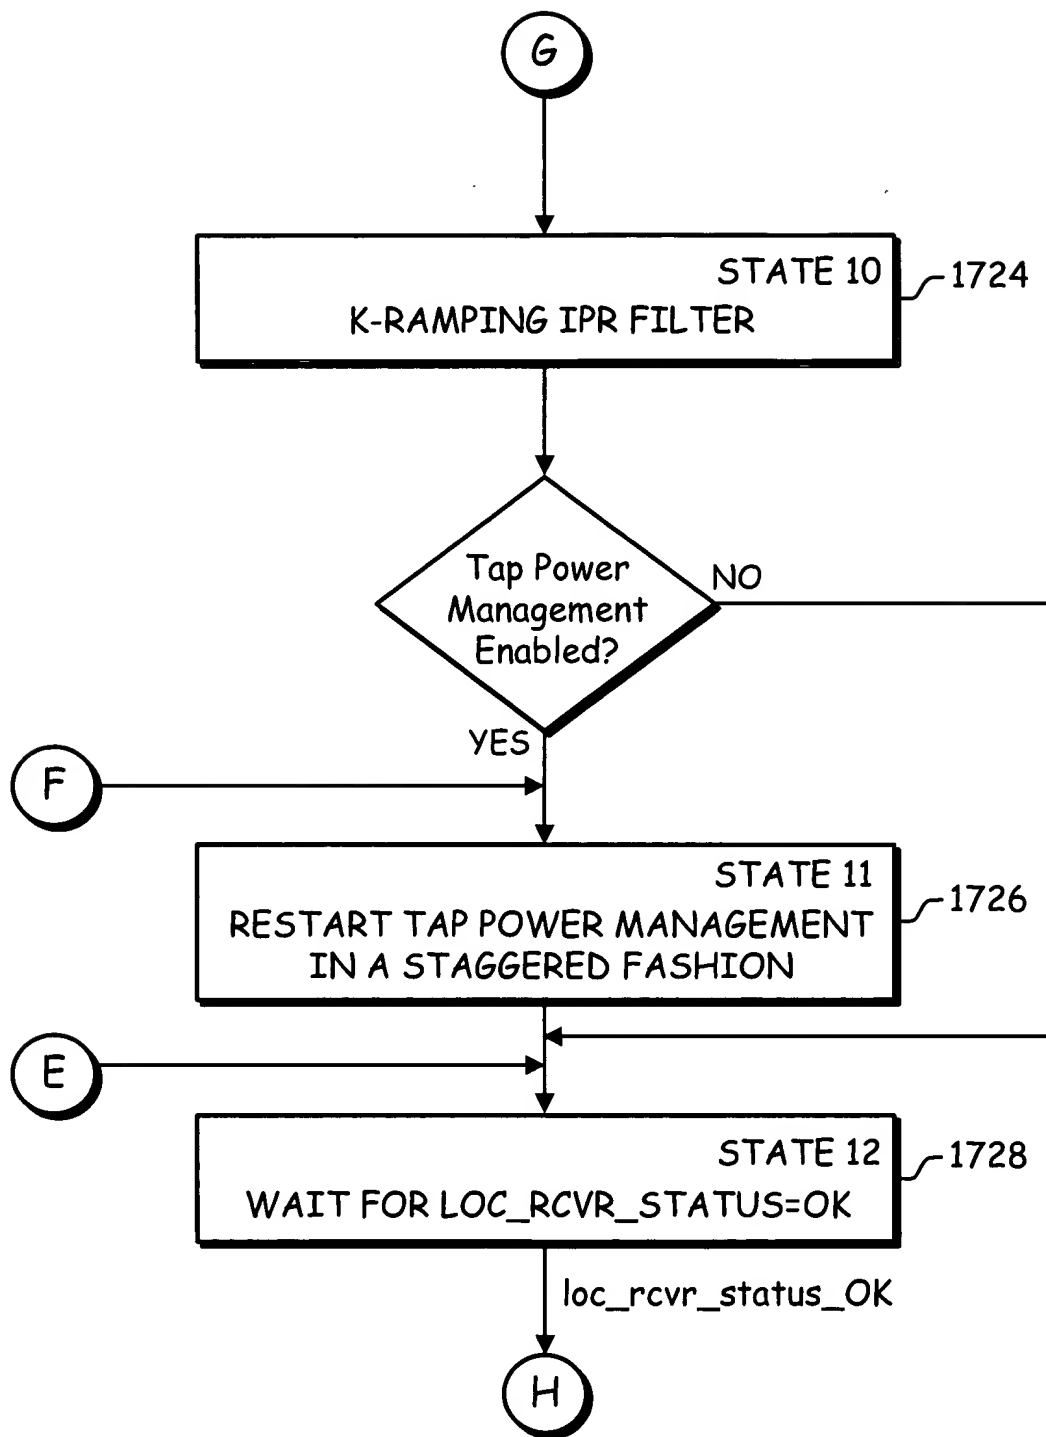 G
STATE 10
K-RAMPING IPR FILTER
1724
Tap Power
Management
Enabled?
NO
YES
F
STATE 11
RESTART TAP POWER MANAGEMENT
IN A STAGGERED FASHION
1726
E
STATE 12
WAIT FOR LOC_RCVR_STATUS=OK
1728
loc_rcvr_status_OK
H